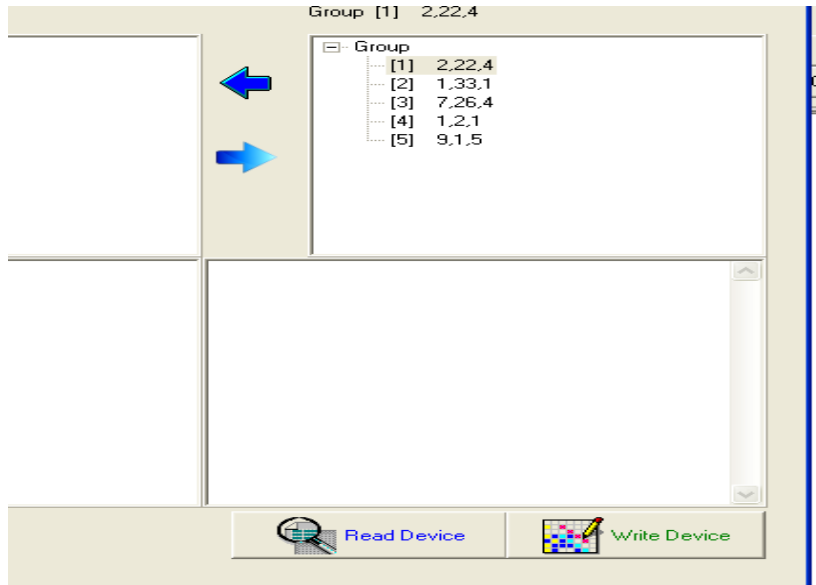 Group [1] 2,22,4
Group
[1] 2,22,4
[2] 1,33,1
[3] 7,26,4
[4] 1,2,1
[5] 9,1,5
Read Device
Write Device